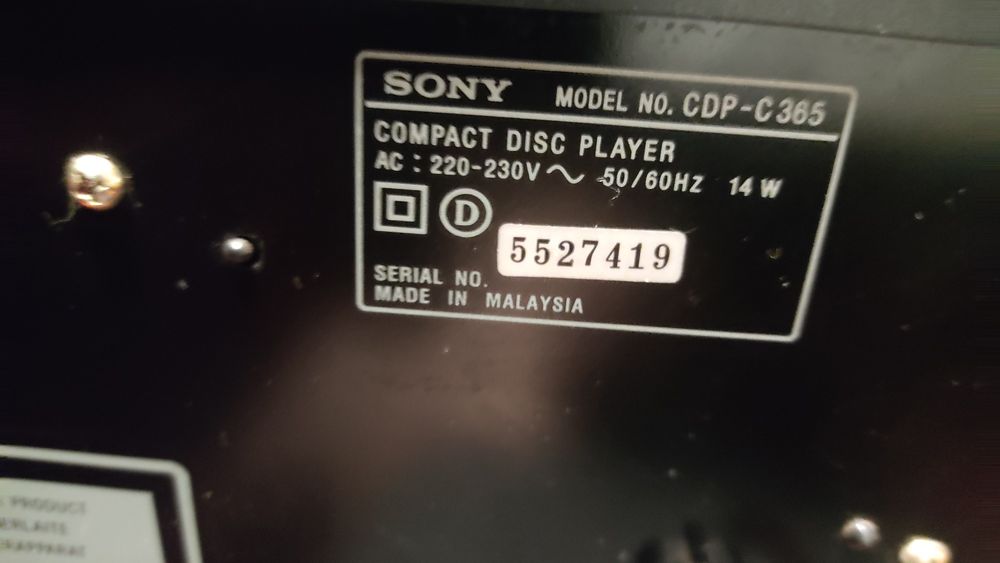 SONY MODEL NO. CDP-C365
COMPACT DISC PLAYER
AC : 220-230V ~ 50/60HZ 14 W
D
5527419
SERIAL NO.
MADE IN MALAYSIA
PRODUCT